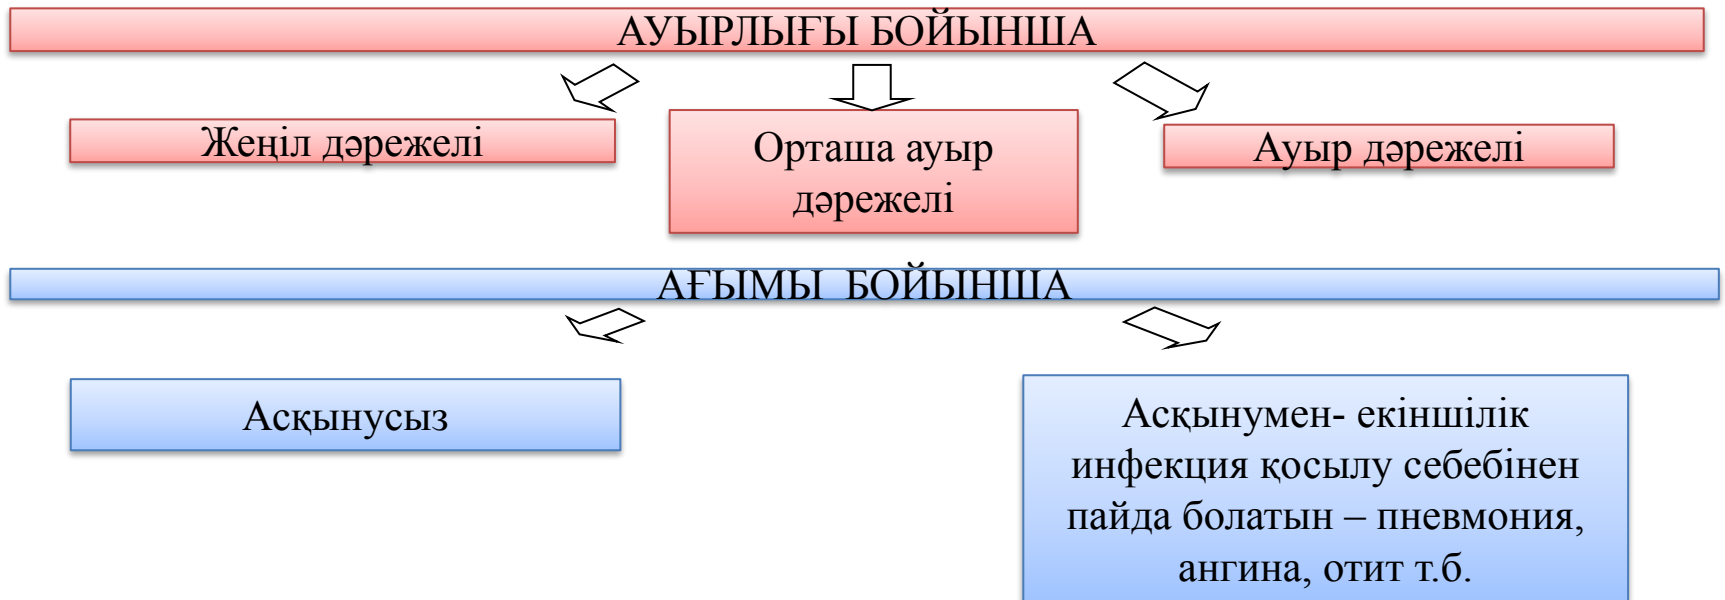 АУЫРЛЫҒЫ БОЙЫНША
Жеңіл дәрежелі
Орташа ауыр
дәрежелі
Ауыр дәрежелі
АҒЫМЫ БОЙЫНША
Асқынусыз
Асқынумен- екіншілік
инфекция қосылу себебінен
пайда болатын – пневмония,
ангина, отит т.б.